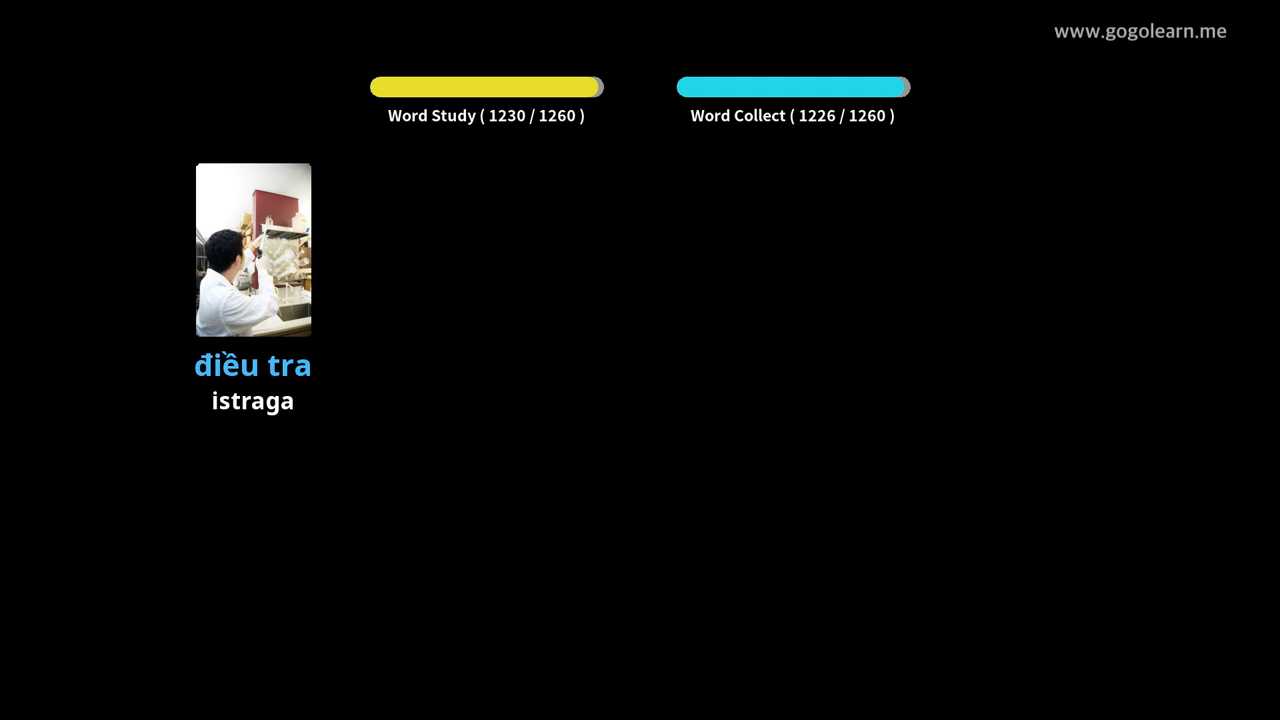 www.gogolearn.me
Word Study ( 1230 / 1260 )
Word Collect ( 1226 / 1260 )
điều tra
istraga